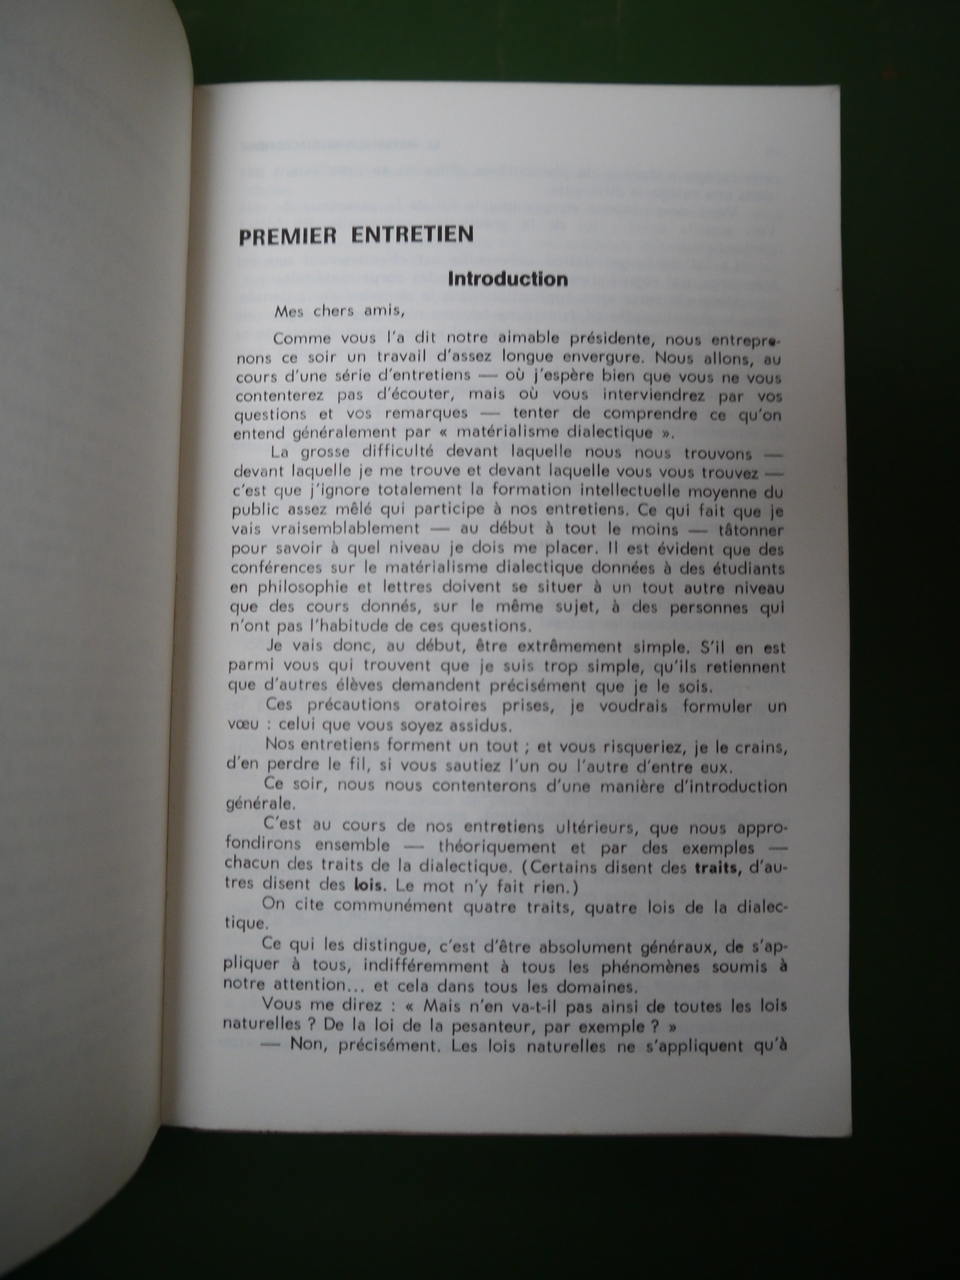 PREMIER ENTRETIEN
Introduction
Mes chers amis,
Comme vous l'a dit notre aimable présidente, nous entrepre-
nons ce soir un travail d'assez longue envergure. Nous allons, au
cours d'une série d'entretiens — où j'espère bien que vous ne vous
contenterez pas d'écouter, mais où vous interviendrez par vos
questions et vos remarques — tenter de comprendre ce qu'on
entend généralement par « matérialisme dialectique ».
La grosse difficulté devant laquelle nous nous trouvons —
devant laquelle je me trouve et devant laquelle vous vous trouvez —
c'est que j'ignore totalement la formation intellectuelle moyenne du
public assez mêlé qui participe à nos entretiens. Ce qui fait que je
vais vraisemblablement — au début à tout le moins — tâtonner
pour savoir à quel niveau je dois me placer. Il est évident que des
conférences sur le matérialisme dialectique données à des étudiants
en philosophie et lettres doivent se situer à un tout autre niveau
que des cours donnés, sur le même sujet, à des personnes qui
n'ont pas l'habitude de ces questions.
Je vais donc, au début, être extrêmement simple. S'il en est
parmi vous qui trouvent que je suis trop simple, qu'ils retiennent
que d'autres élèves demandent précisément que je le sois.
Ces précautions oratoires prises, je voudrais formuler un
vœu : celui que vous soyez assidus.
Nos entretiens forment un tout ; et vous risqueriez, je le crains,
d'en perdre le fil, si vous sautiez l'un ou l'autre d'entre eux.
Ce soir, nous nous contenterons d'une manière d'introduction
générale.
C'est au cours de nos entretiens ultérieurs, que nous appro-
fondirons ensemble — théoriquement et par des exemples —
chacun des traits de la dialectique. (Certains disent des traits, d'au-
tres disent des lois. Le mot n'y fait rien.)
On cite communément quatre traits, quatre lois de la dialec-
tique.
Ce qui les distingue, c'est d'être absolument généraux, de s'ap-
pliquer à tous, indifféremment à tous les phénomènes soumis à
notre attention... et cela dans tous les domaines.
Vous me direz : « Mais n'en va-t-il pas ainsi de toutes les lois
naturelles ? De la loi de la pesanteur, par exemple ? »
— Non, précisément. Les lois naturelles ne s'appliquent qu'à